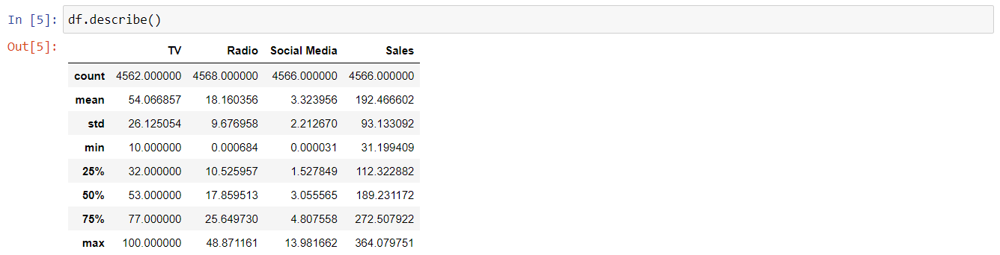 In [5]: df.describe()
Out[5]:
TV Radio Social Media Sales
count 4562.000000 4568.000000 4566.000000 4566.000000
mean 54.066857 18.160356 3.323956 192.466602
std 26.125054 9.676958 2.212670 93.133092
min 10.000000 0.000684 0.000031 31.199409
25% 32.000000 10.525957 1.527849 112.322882
50% 53.000000 17.859513 3.055565 189.231172
75% 77.000000 25.649730 4.807558 272.507922
max 100.000000 48.871161 13.981662 364.079751